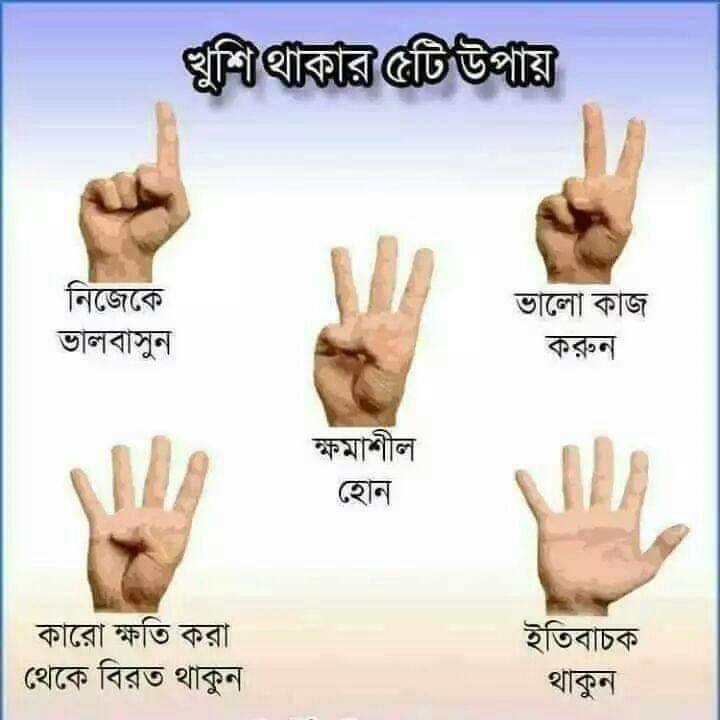 খুশি থাকার ৫টি উপায়
নিজেকে
ভালবাসুন
ভালো কাজ
করুন
ক্ষমাশীল
হোন
কারো ক্ষতি করা
থেকে বিরত থাকুন
ইতিবাচক
থাকুন